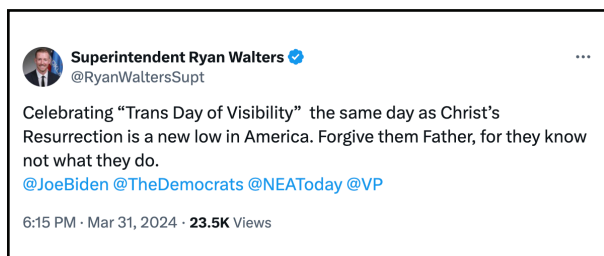 Superintendent Ryan Walters
@RyanWaltersSupt
Celebrating “Trans Day of Visibility”  the same day as Christ’s
Resurrection is a new low in America. Forgive them Father, for they know
not what they do.
@JoeBiden @TheDemocrats @NEAToday @VP
6:15 PM · Mar 31, 2024 · 23.5K Views